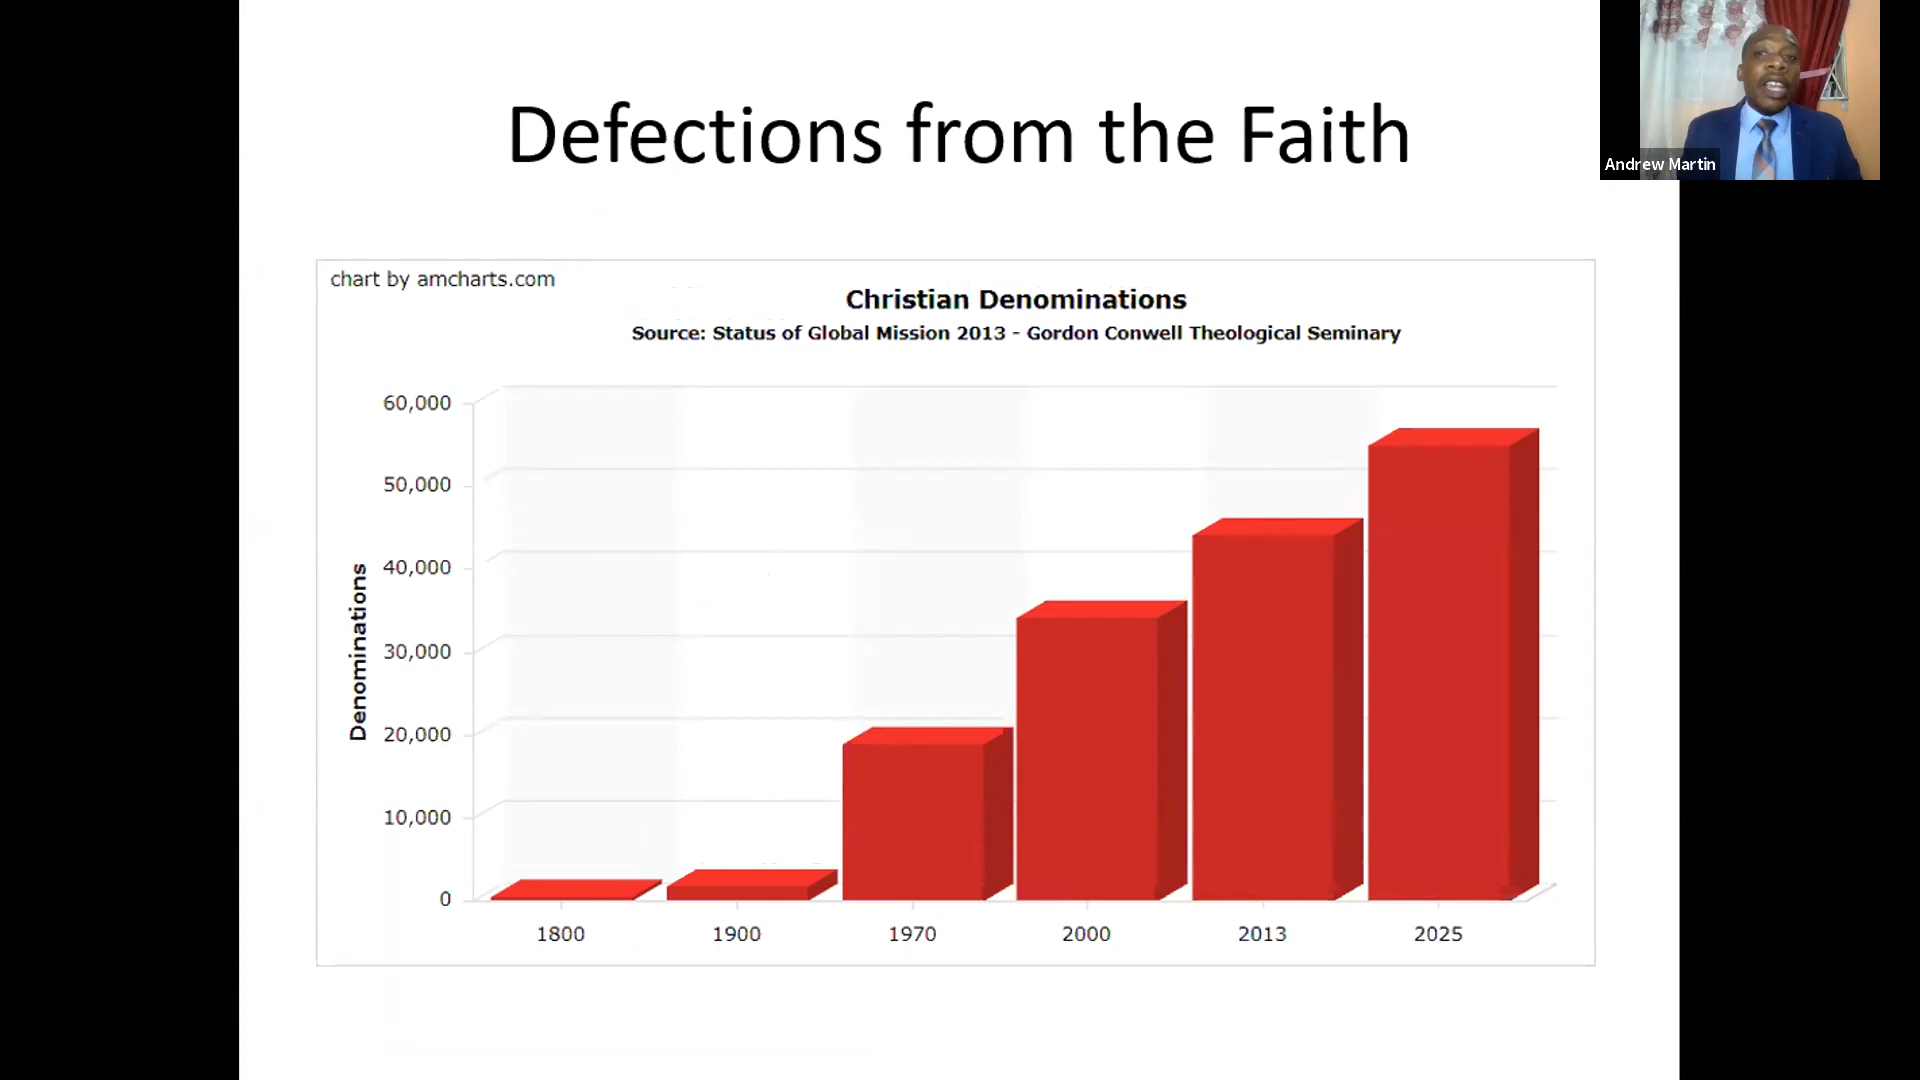 Defections from the Faith
Andrew Martin
chart by amcharts.com
Christian Denominations
Source: Status of Global Mission 2013 - Gordon Conwell Theological Seminary
Denominations
60,000
50,000
40,000
30,000
20,000
10,000
0
1800 1900 1970 2000 2013 2025